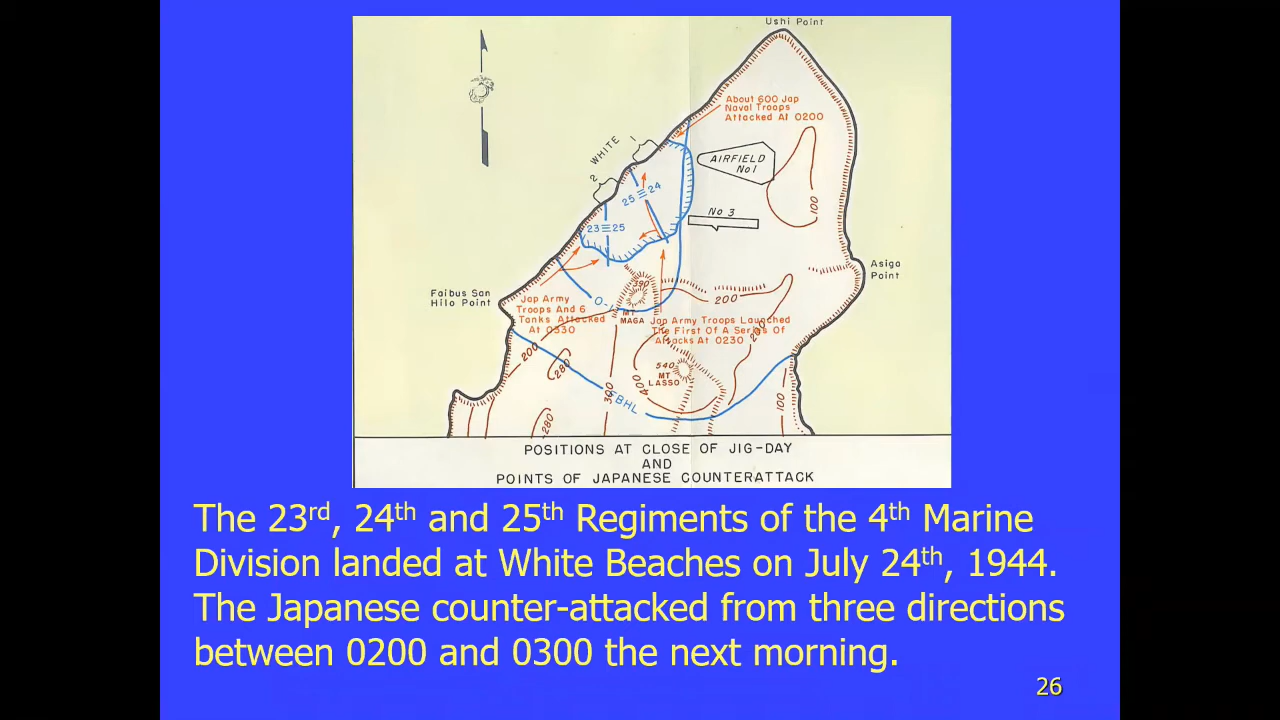 Ushi Point
About 600 Jap
Naval Troops
Attacked At 0200
WHITE
1
2
AIRFIELD
No1
25 ≡ 24
100
No 3
23 ≡ 25
Asiga
Point
390
Faibus San
Hilo Point
200
O-1
MT
MAGA
Jap Army
Troops And 6
Tanks Attacked
At 0330
Jap Army Troops Launched
The First Of A Series Of
Attacks At 0230
200
200
280
540
MT
LASSO
400
300
FBHL
100
280
POSITIONS AT CLOSE OF JIG-DAY
AND
POINTS OF JAPANESE COUNTERATTACK
The 23rd, 24th and 25th Regiments of the 4th Marine
Division landed at White Beaches on July 24th, 1944.
The Japanese counter-attacked from three directions
between 0200 and 0300 the next morning.
26